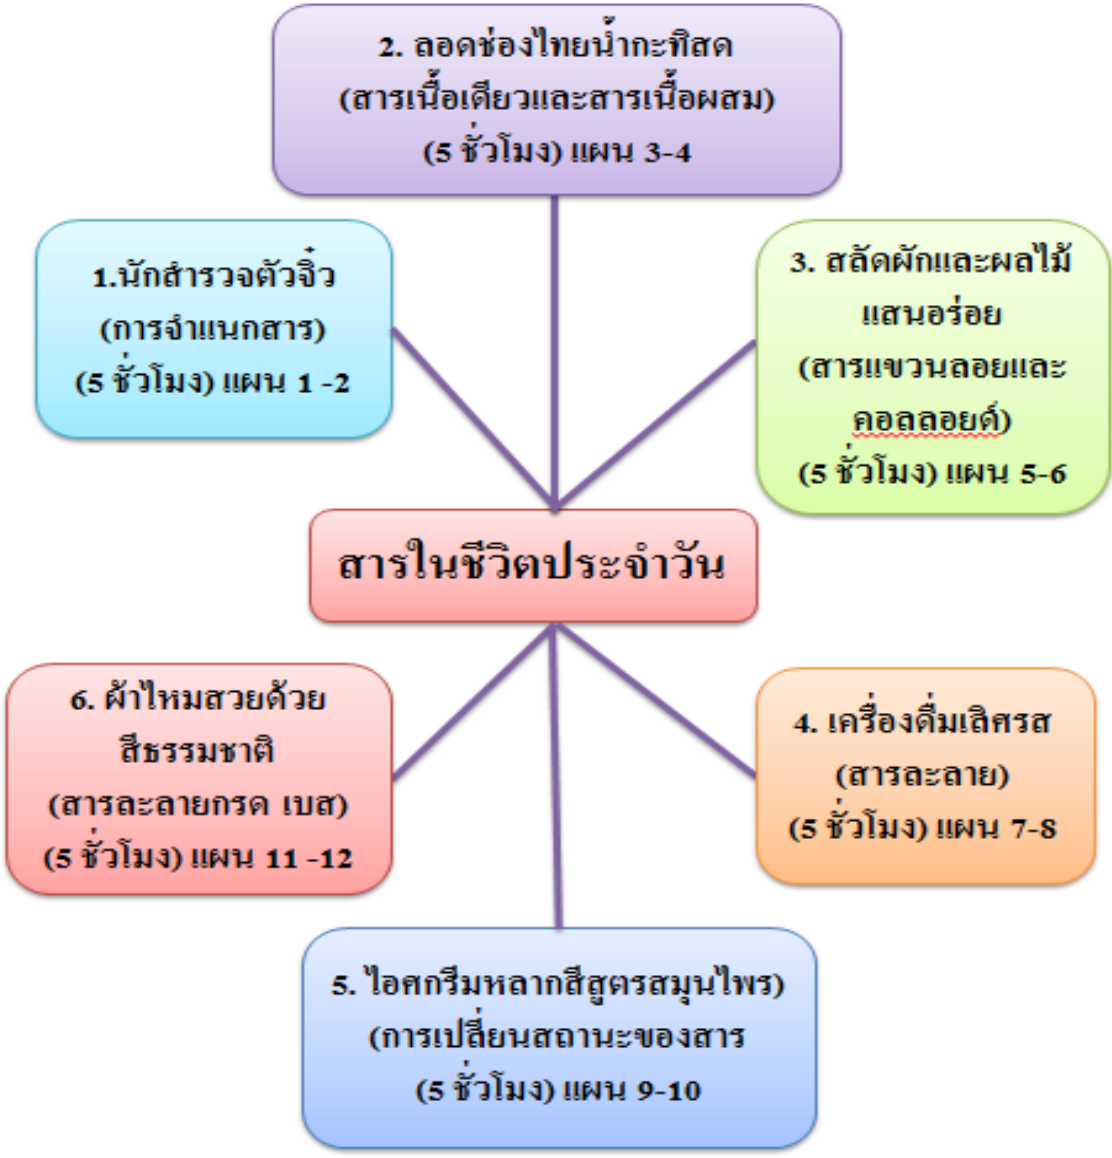 2. ลอดช่องไทยน้ำกะทิสด
(สารเนื้อเดียวและสารเนื้อผสม)
(5 ชั่วโมง) แผน 3-4
1.นักสำรวจตัวจิ๋ว
(การจำแนกสาร)
(5 ชั่วโมง) แผน 1 -2
3. สลัดผักและผลไม้
แสนอร่อย
(สารแขวนลอยและ
คอลลอยด์)
(5 ชั่วโมง) แผน 5-6
สารในชีวิตประจำวัน
6. ผ้าไหมสวยด้วย
สีธรรมชาติ
(สารละลายกรด เบส)
(5 ชั่วโมง) แผน 11 -12
4. เครื่องดื่มเลิศรส
(สารละลาย)
(5 ชั่วโมง) แผน 7-8
5. ไอศกรีมหลากสีสูตรสมุนไพร)
(การเปลี่ยนสถานะของสาร
(5 ชั่วโมง) แผน 9-10